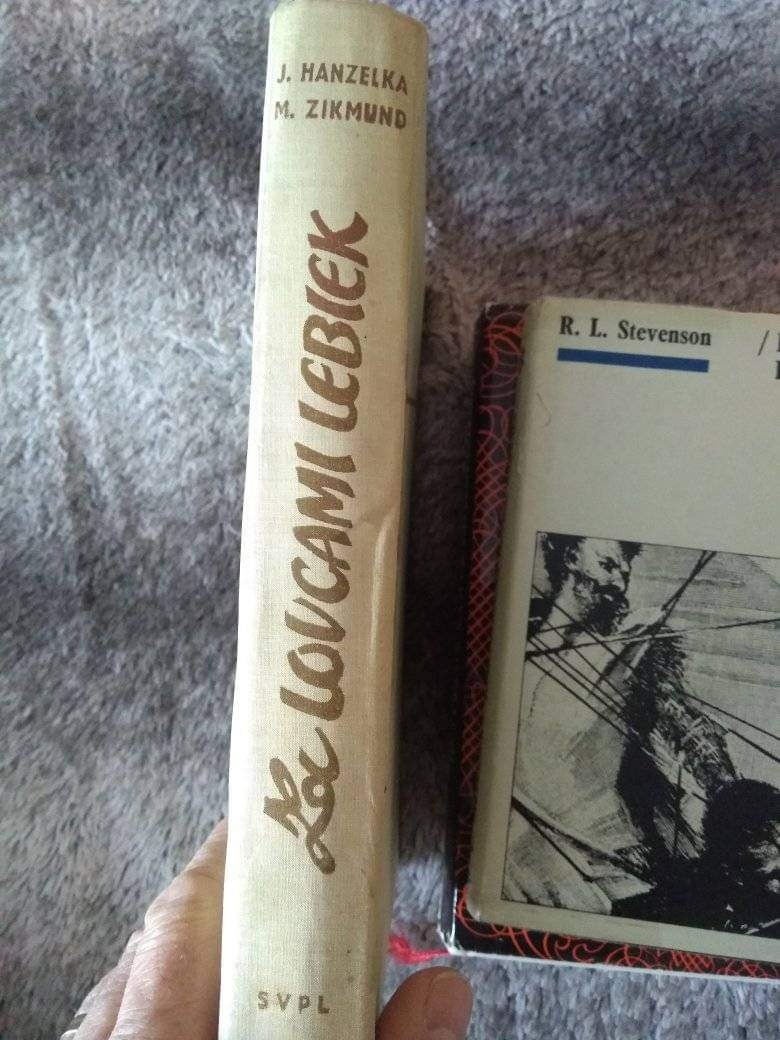 J. HANZELKA
M. ZIKMUND
Za LOVCAMI LEBIEK
SVPL
R. L. Stevenson /